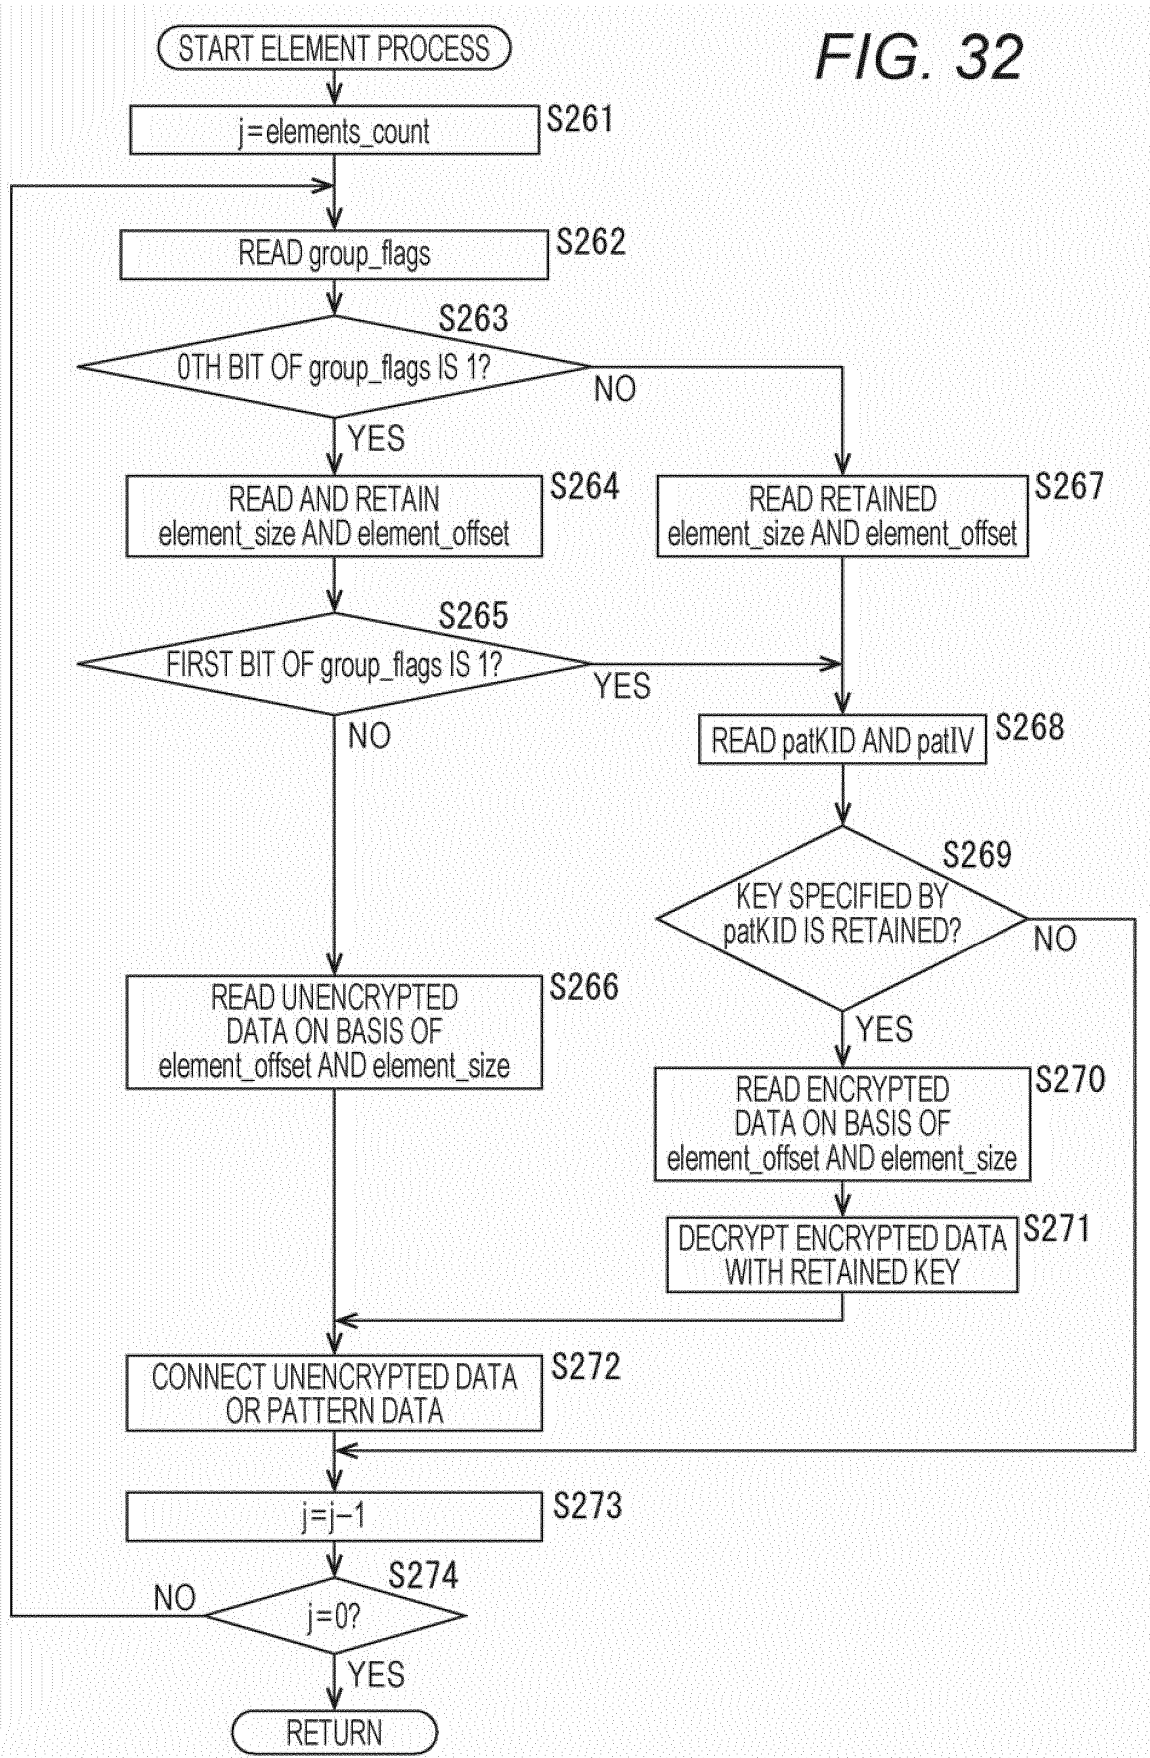 START ELEMENT PROCESS
FIG. 32
j=elements_count
S261
READ group_flags
S262
S263
0TH BIT OF group_flags IS 1?
NO
YES
READ AND RETAIN
element_size AND element_offset
S264
READ RETAINED
element_size AND element_offset
S267
S265
FIRST BIT OF group_flags IS 1?
YES
NO
READ patKID AND patIV
S268
S269
KEY SPECIFIED BY
patKID IS RETAINED?
NO
YES
READ UNENCRYPTED
DATA ON BASIS OF
element_offset AND element_size
S266
READ ENCRYPTED
DATA ON BASIS OF
element_offset AND element_size
S270
DECRYPT ENCRYPTED DATA
WITH RETAINED KEY
S271
CONNECT UNENCRYPTED DATA
OR PATTERN DATA
S272
j=j−1
S273
S274
NO
j=0?
YES
RETURN